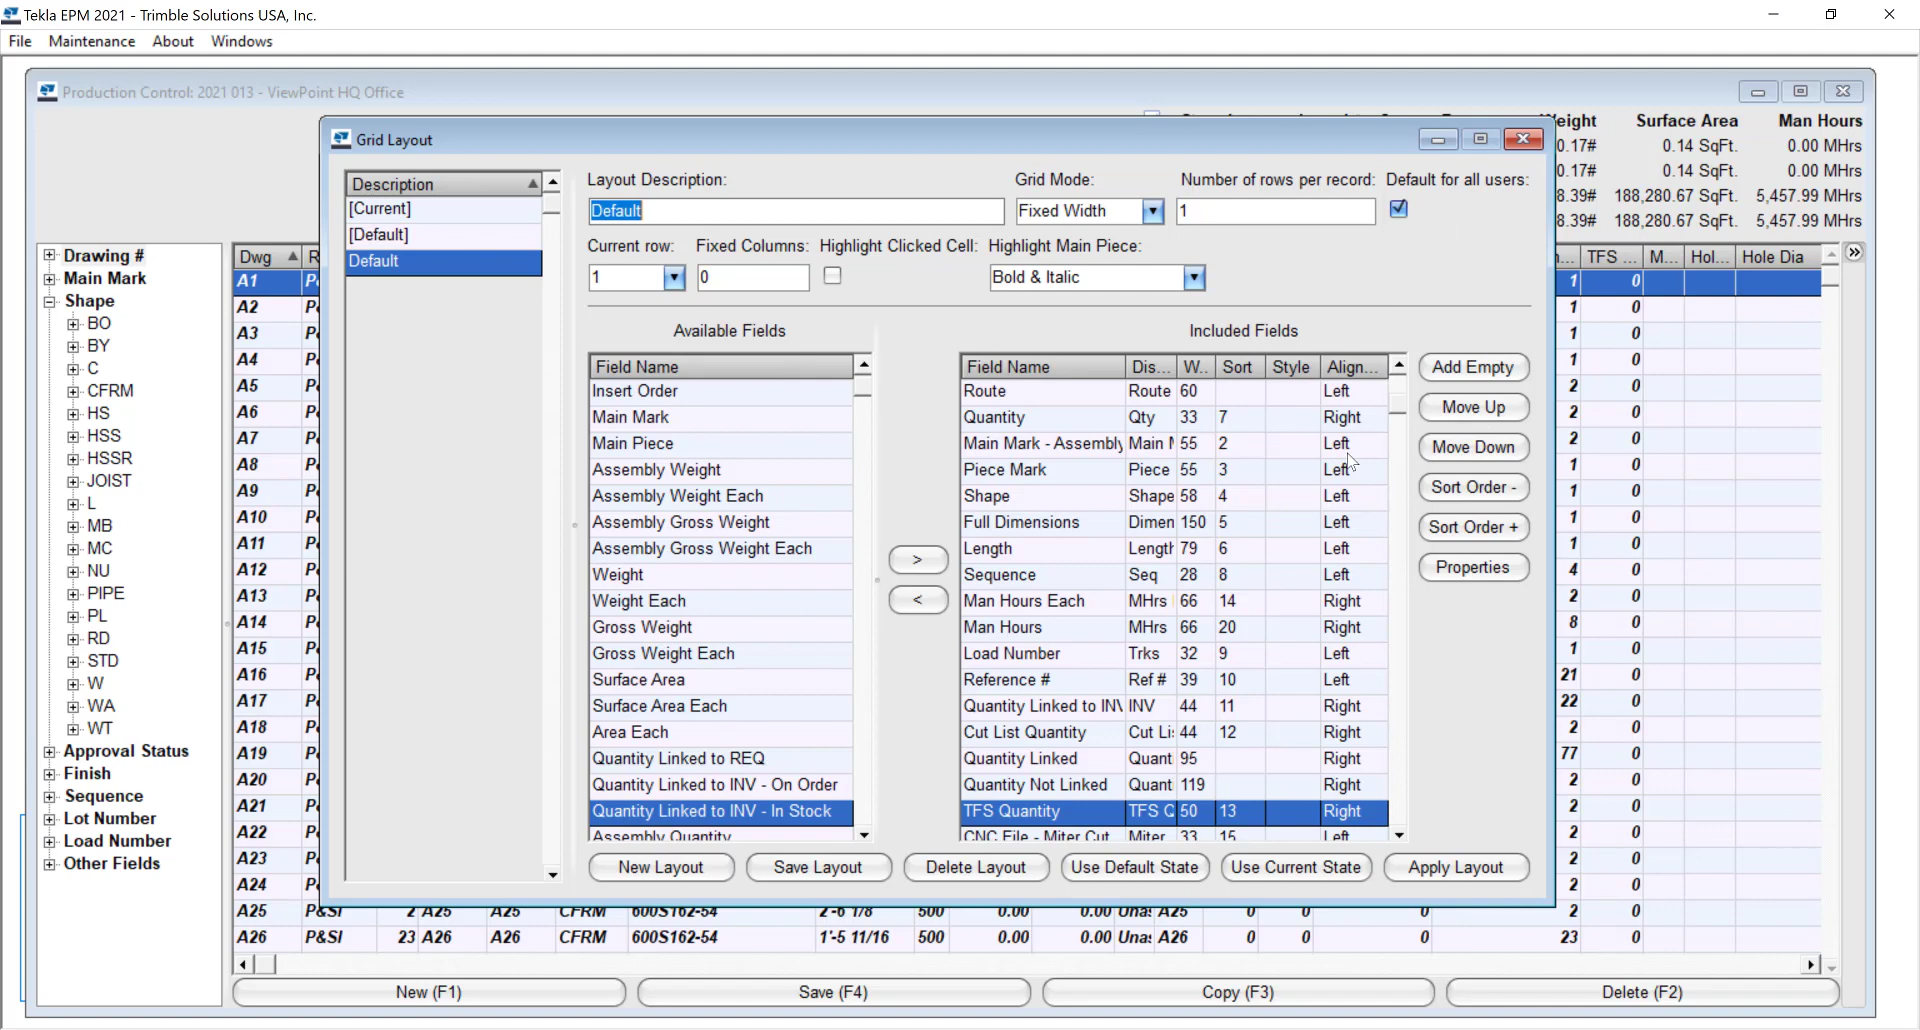 Tekla EPM 2021 - Trimble Solutions USA, Inc.
File Maintenance About Windows
Production Control: 2021 013 - ViewPoint HQ Office
Surface Area Man Hours
0.17# 0.14 SqFt. 0.00 MHrs
0.17# 0.14 SqFt. 0.00 MHrs
8.39# 188,280.67 SqFt. 5,457.99 MHrs
8.39# 188,280.67 SqFt. 5,457.99 MHrs
Drawing #
Main Mark
Shape
BO
BY
C
CFRM
HS
HSS
HSSR
JOIST
L
MB
MC
NU
PIPE
PL
RD
STD
W
WA
WT
Approval Status
Finish
Sequence
Lot Number
Load Number
Other Fields
Dwg
A1
A2
A3
A4
A5
A6
A7
A8
A9
A10
A11
A12
A13
A14
A15
A16
A17
A18
A19
A20
A21
A22
A23
A24
A25 P&SI 2 A25 A25 CFRM 600S162-54 2'-6 1/8 500 0.00 0.00 Una: A25 0 0 0 2 0
A26 P&SI 23 A26 A26 CFRM 600S162-54 1'-5 11/16 500 0.00 0.00 Una: A26 0 0 0 23 0
TFS ... M... Hol... Hole Dia
1 0
1 0
1 0
1 0
2 0
2 0
2 0
1 0
1 0
1 0
1 0
4 0
2 0
8 0
1 0
21 0
22 0
2 0
77 0
2 0
2 0
2 0
2 0
2 0
Grid Layout
Description
[Current]
[Default]
Default
Layout Description: Grid Mode: Number of rows per record: Default for all users:
Default Fixed Width 1
Current row: Fixed Columns: Highlight Clicked Cell: Highlight Main Piece:
1 0 Bold & Italic
Available Fields
Field Name
Insert Order
Main Mark
Main Piece
Assembly Weight
Assembly Weight Each
Assembly Gross Weight
Assembly Gross Weight Each
Weight
Weight Each
Gross Weight
Gross Weight Each
Surface Area
Surface Area Each
Area Each
Quantity Linked to REQ
Quantity Linked to INV - On Order
Quantity Linked to INV - In Stock
Assembly Quantity
>
<
Included Fields
Field Name Dis... W.. Sort Style Align...
Route Route 60 Left
Quantity Qty 33 7 Right
Main Mark - Assembly Main 55 2 Left
Piece Mark Piece 55 3 Left
Shape Shape 58 4 Left
Full Dimensions Dimen 150 5 Left
Length Length 79 6 Left
Sequence Seq 28 8 Left
Man Hours Each MHrs 66 14 Right
Man Hours MHrs 66 20 Right
Load Number Trks 32 9 Left
Reference # Ref # 39 10 Left
Quantity Linked to INV INV 44 11 Right
Cut List Quantity Cut Li: 44 12 Right
Quantity Linked Quant 95 Right
Quantity Not Linked Quant 119 Right
TFS Quantity TFS Q 50 13 Right
CNC File - Miter Cut Miter 33 15 Left
Add Empty
Move Up
Move Down
Sort Order -
Sort Order +
Properties
New Layout Save Layout Delete Layout Use Default State Use Current State Apply Layout
New (F1) Save (F4) Copy (F3) Delete (F2)